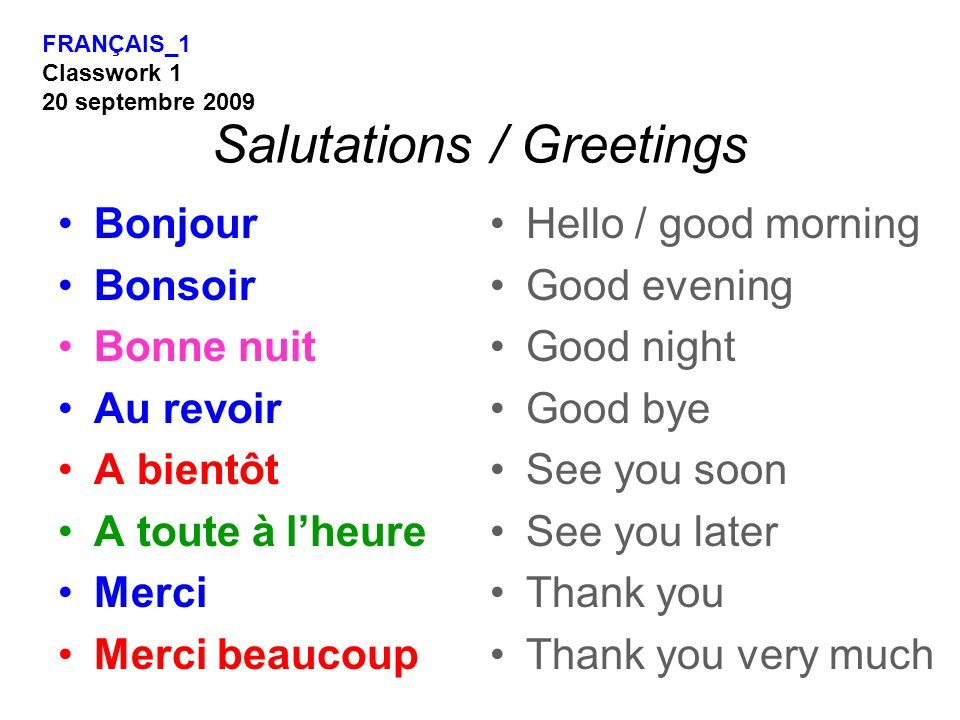 FRANÇAIS_1
Classwork 1
20 septembre 2009
Salutations / Greetings
• Bonjour
• Bonsoir
• Bonne nuit
• Au revoir
• A bientôt
• A toute à l’heure
• Merci
• Merci beaucoup
• Hello / good morning
• Good evening
• Good night
• Good bye
• See you soon
• See you later
• Thank you
• Thank you very much